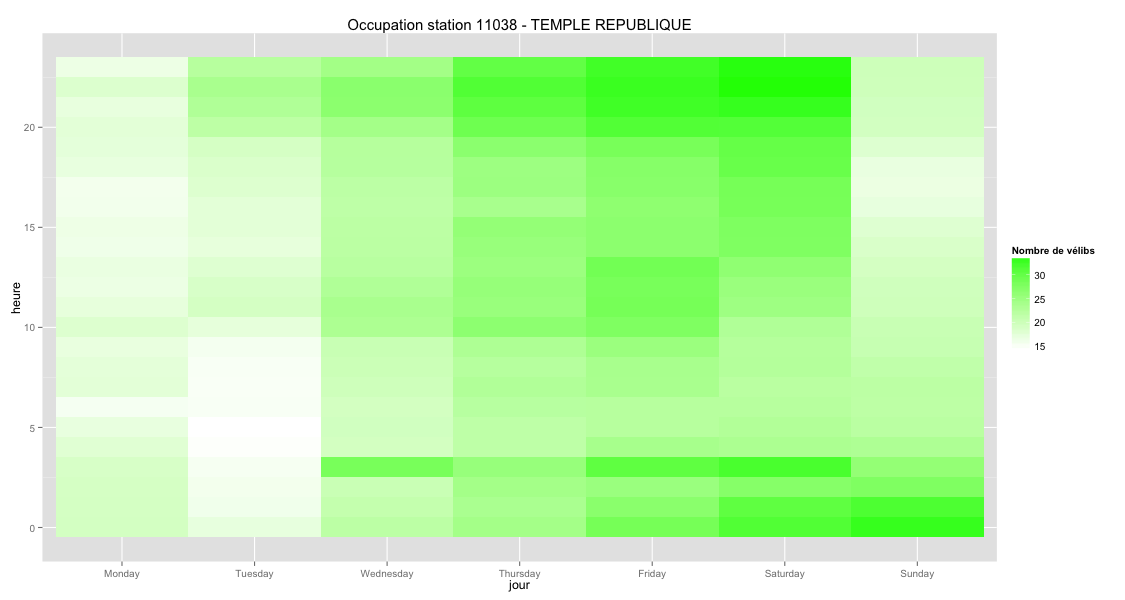 Occupation station 11038 - TEMPLE REPUBLIQUE
heure
20
15
10
5
0
Monday Tuesday Wednesday Thursday Friday Saturday Sunday
jour
Nombre de vélibs
30
25
20
15